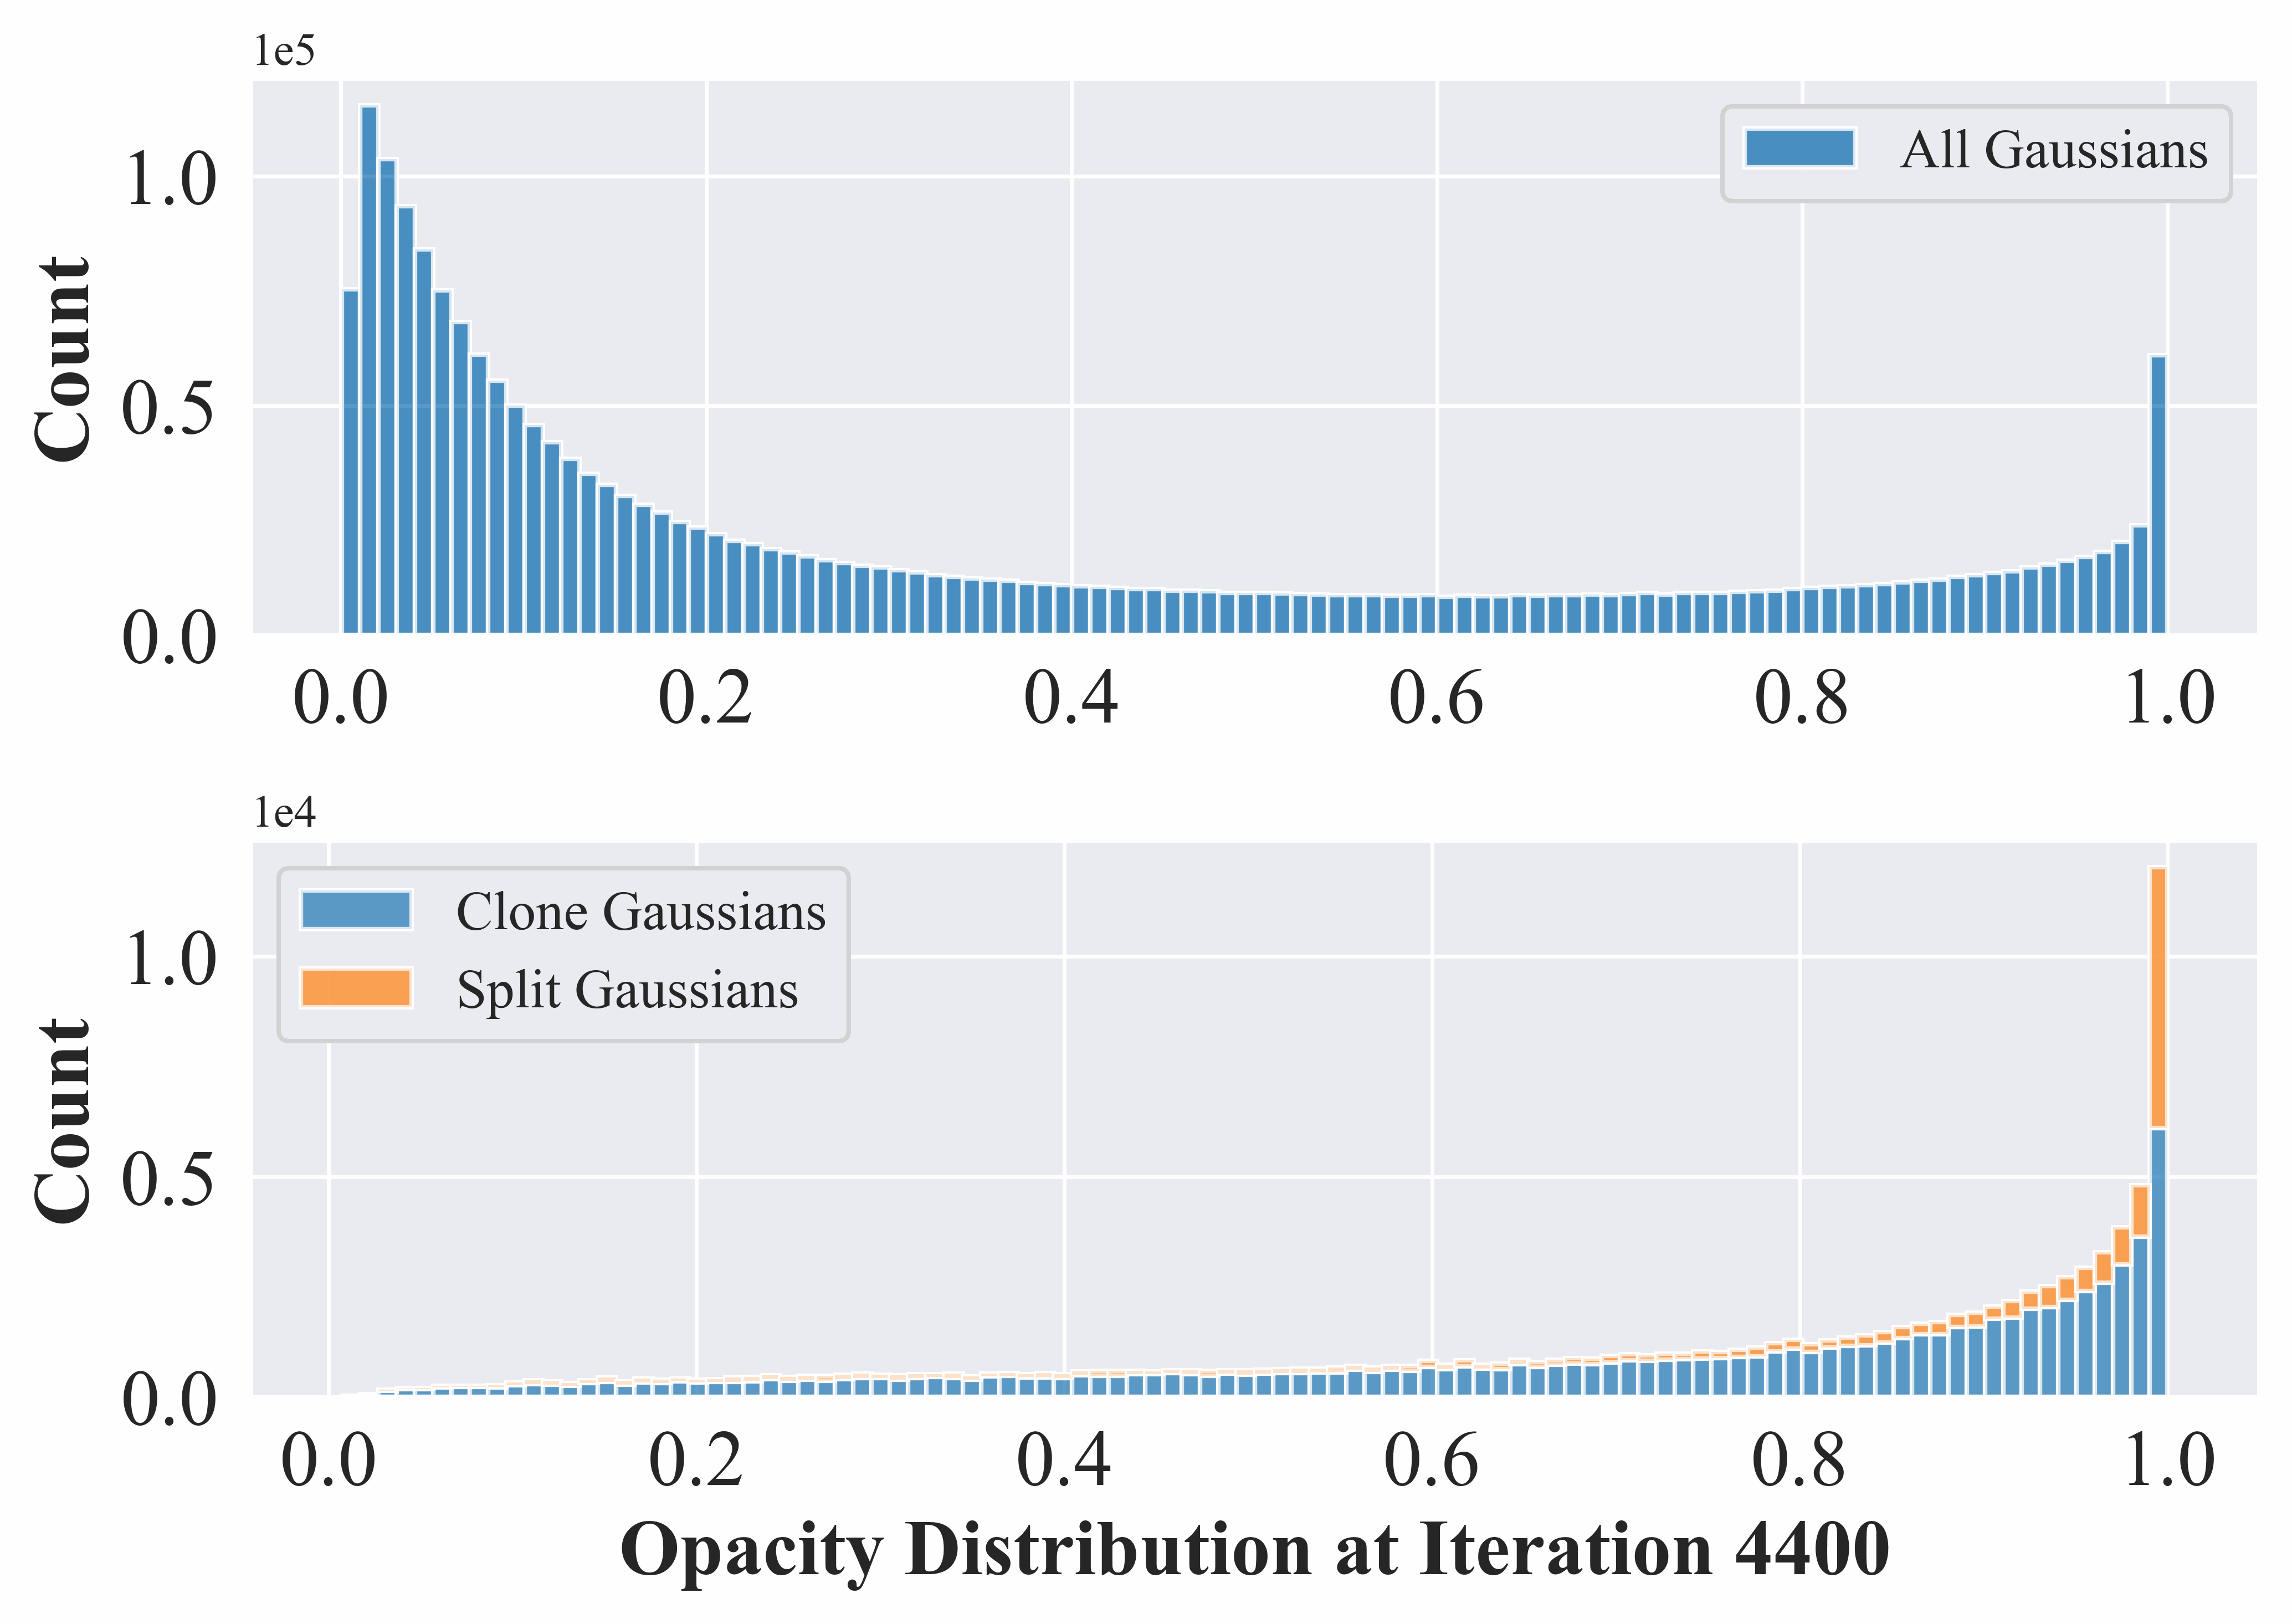 1e5
All Gaussians
Count
1.0
0.5
0.0
0.0 0.2 0.4 0.6 0.8 1.0
1e4
Clone Gaussians
Split Gaussians
Count
1.0
0.5
0.0
0.0 0.2 0.4 0.6 0.8 1.0
Opacity Distribution at Iteration 4400